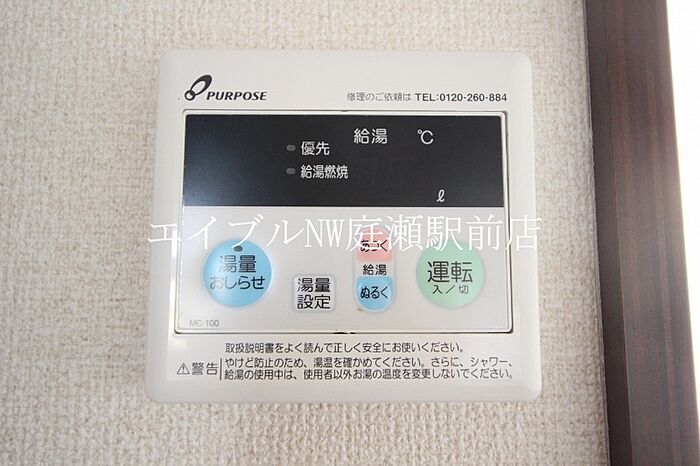 PURPOSE
修理のご依頼は TEL:0120-260-884
給湯 ℃
優先
給湯燃焼
ℓ
エイブルNW庭瀬駅前店
湯量
おしらせ
湯量
設定
あつく
給湯
ぬるく
運転
入/切
MC-100
取扱説明書をよく読んで正しく安全にお使いください。
⚠警告 やけど防止のため、湯温を確かめてください。さらに、シャワー、
給湯の使用中は、使用者以外お湯の温度を変更しないでください。